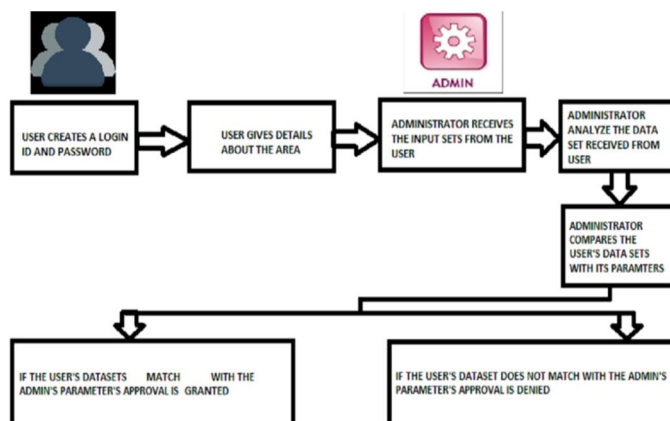 ADMIN
USER CREATES A LOGIN
ID AND PASSWORD
USER GIVES DETAILS
ABOUT THE AREA
ADMINISTRATOR RECEIVES
THE INPUT SETS FROM THE
USER
ADMINISTRATOR
ANALYZE THE DATA
SET RECEIVED FROM
USER
ADMINISTRATOR
COMPARES THE
USER'S DATA SETS
WITH ITS PARAMTERS
IF THE USER'S DATASETS MATCH WITH THE
ADMIN'S PARAMETER'S APPROVAL IS GRANTED
IF THE USER'S DATASET DOES NOT MATCH WITH THE ADMIN'S
PARAMETER'S APPROVAL IS DENIED